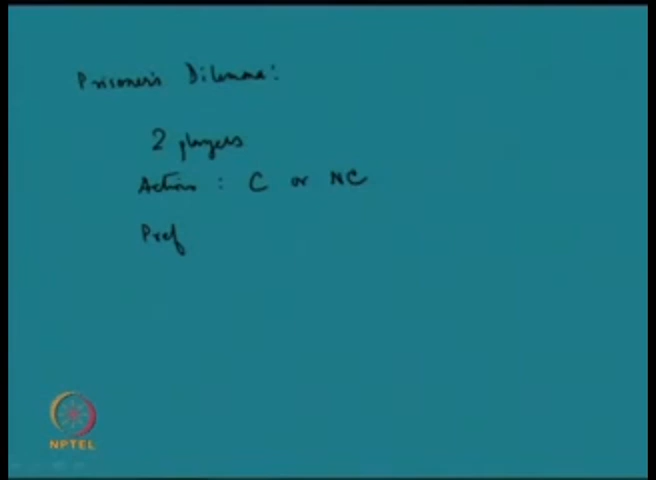 Prisoner's Dilemma:
2 players
Action : C or NC
Pref
NPTEL